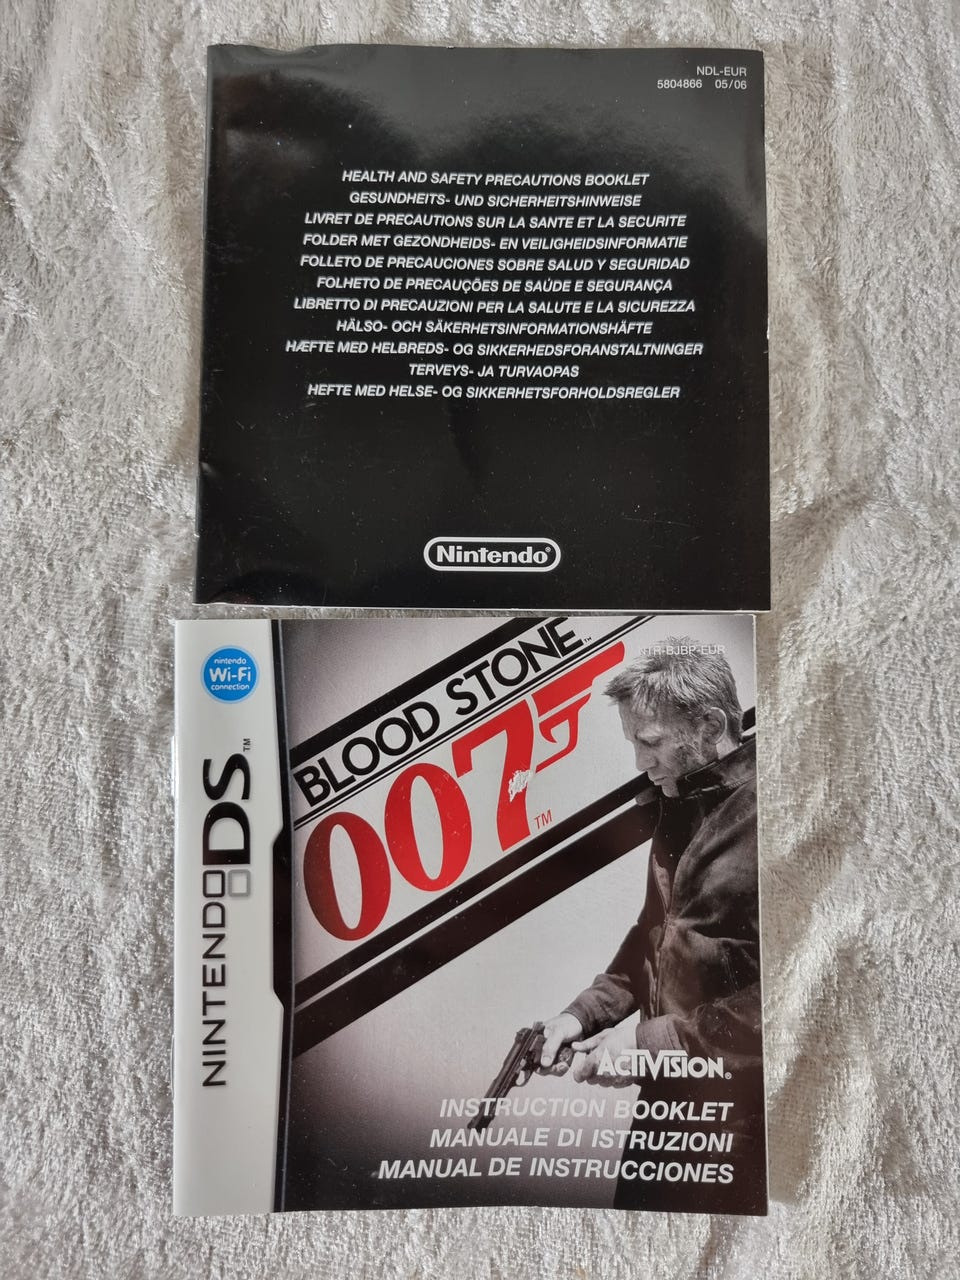 NDL-EUR
5804866 05/06
HEALTH AND SAFETY PRECAUTIONS BOOKLET
GESUNDHEITS- UND SICHERHEITSHINWEISE
LIVRET DE PRECAUTIONS SUR LA SANTE ET LA SECURITE
FOLDER MET GEZONDHEIDS- EN VEILIGHEIDSINFORMATIE
FOLLETO DE PRECAUCIONES SOBRE SALUD Y SEGURIDAD
FOLHETO DE PRECAUÇÕES DE SAÚDE E SEGURANÇA
LIBRETTO DI PRECAUZIONI PER LA SALUTE E LA SICUREZZA
HÄLSO- OCH SÄKERHETSINFORMATIONSHÄFTE
HÆFTE MED HELBREDS- OG SIKKERHEDSFORANSTALTNINGER
TERVEYS- JA TURVAOPAS
HEFTE MED HELSE- OG SIKKERHETSFORHOLDSREGLER
Nintendo®
nintendo
Wi-Fi
connection
NINTENDO DS™
NTR-BJBP-EUR
BLOOD STONE™
007™
ACTIVISION®
INSTRUCTION BOOKLET
MANUALE DI ISTRUZIONI
MANUAL DE INSTRUCCIONES